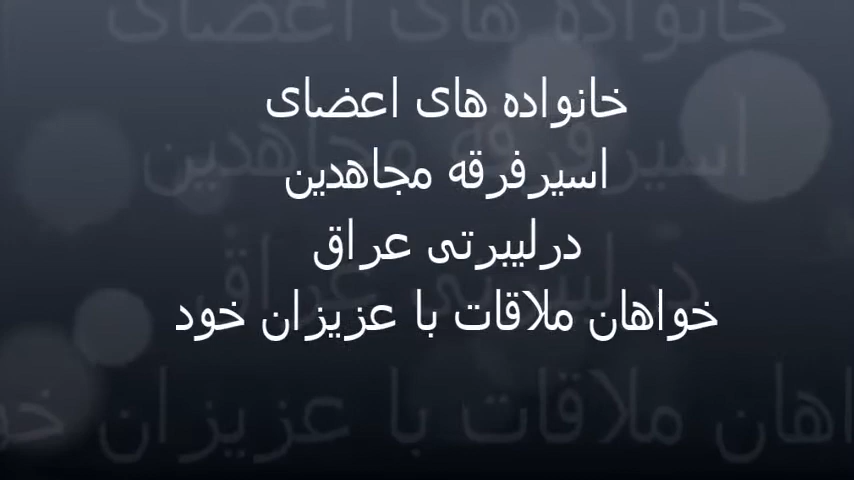 خانواده های اعضای
اسیرفرقه مجاهدین
درلیبرتی عراق
خواهان ملاقات با عزیزان خود